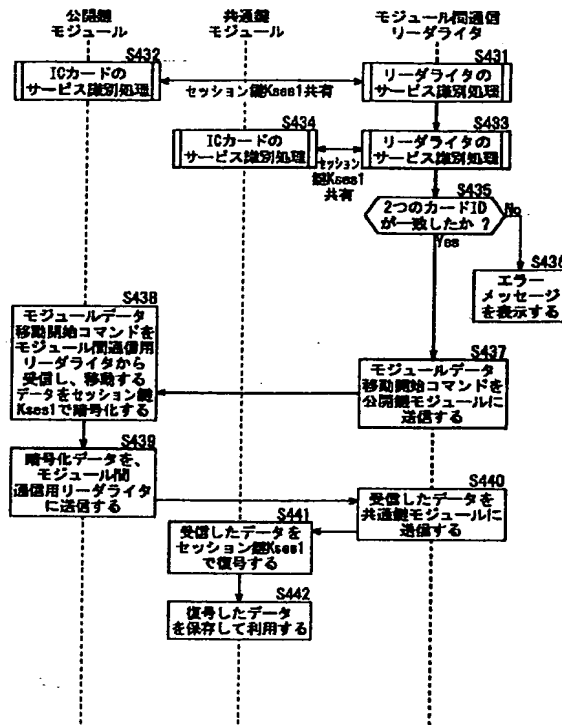 公開鍵
モジュール
共通鍵
モジュール
モジュール間通信
リーダライタ
S432
ICカードの
サービス識別処理
セッション鍵Kses1共有
S431
リーダライタの
サービス識別処理
S434
ICカードの
サービス識別処理
セッション
鍵Kses1
共有
S433
リーダライタの
サービス識別処理
S435
2つのカードID
が一致したか?
No
Yes
S436
エラー
メッセージ
を表示する
S438
モジュールデータ
移動開始コマンドを
モジュール間通信用
リーダライタから
受信し、移動する
データをセッション鍵
Kses1で暗号化する
S437
モジュールデータ
移動開始コマンドを
公開鍵モジュールに
送信する
S439
暗号化データを、
モジュール間
通信用リーダライタ
に送信する
S440
受信したデータを
共通鍵モジュールに
送信する
S441
受信したデータを
セッション鍵Kses1
で復号する
S442
復号したデータ
を保存して利用する